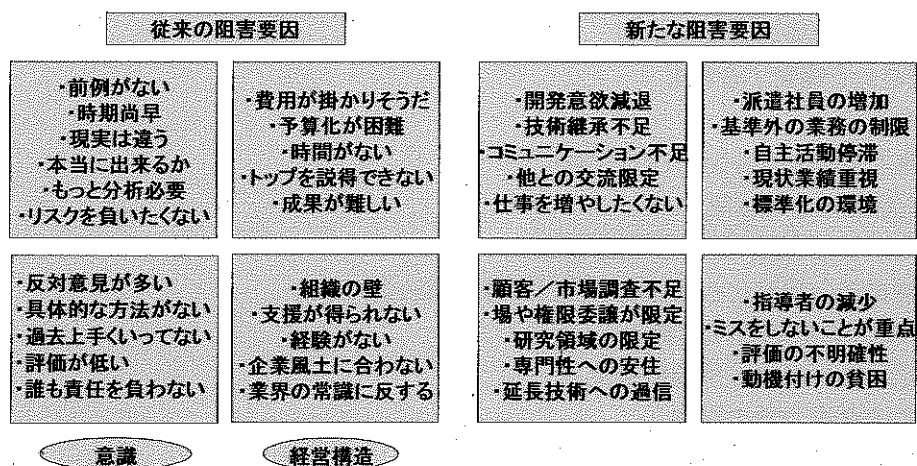 従来の阻害要因
新たな阻害要因
・前例がない
・時期尚早
・現実は違う
・本当に出来るか
・もっと分析必要
・リスクを負いたくない
・費用が掛かりそうだ
・予算化が困難
・時間がない
・トップを説得できない
・成果が難しい
・開発意欲減退
・技術継承不足
・コミュニケーション不足
・他との交流限定
・仕事を増やしたくない
・派遣社員の増加
・基準外の業務の制限
・自主活動停滞
・現状業績重視
・標準化の環境
・反対意見が多い
・具体的な方法がない
・過去上手くいってない
・評価が低い
・誰も責任を負わない
・組織の壁
・支援が得られない
・経験がない
・企業風土に合わない
・業界の常識に反する
・顧客／市場調査不足
・場や権限委譲が限定
・研究領域の限定
・専門性への安住
・延長技術への過信
・指導者の減少
・ミスをしないことが重点
・評価の不明確性
・動機付けの貧困
意識
経営構造